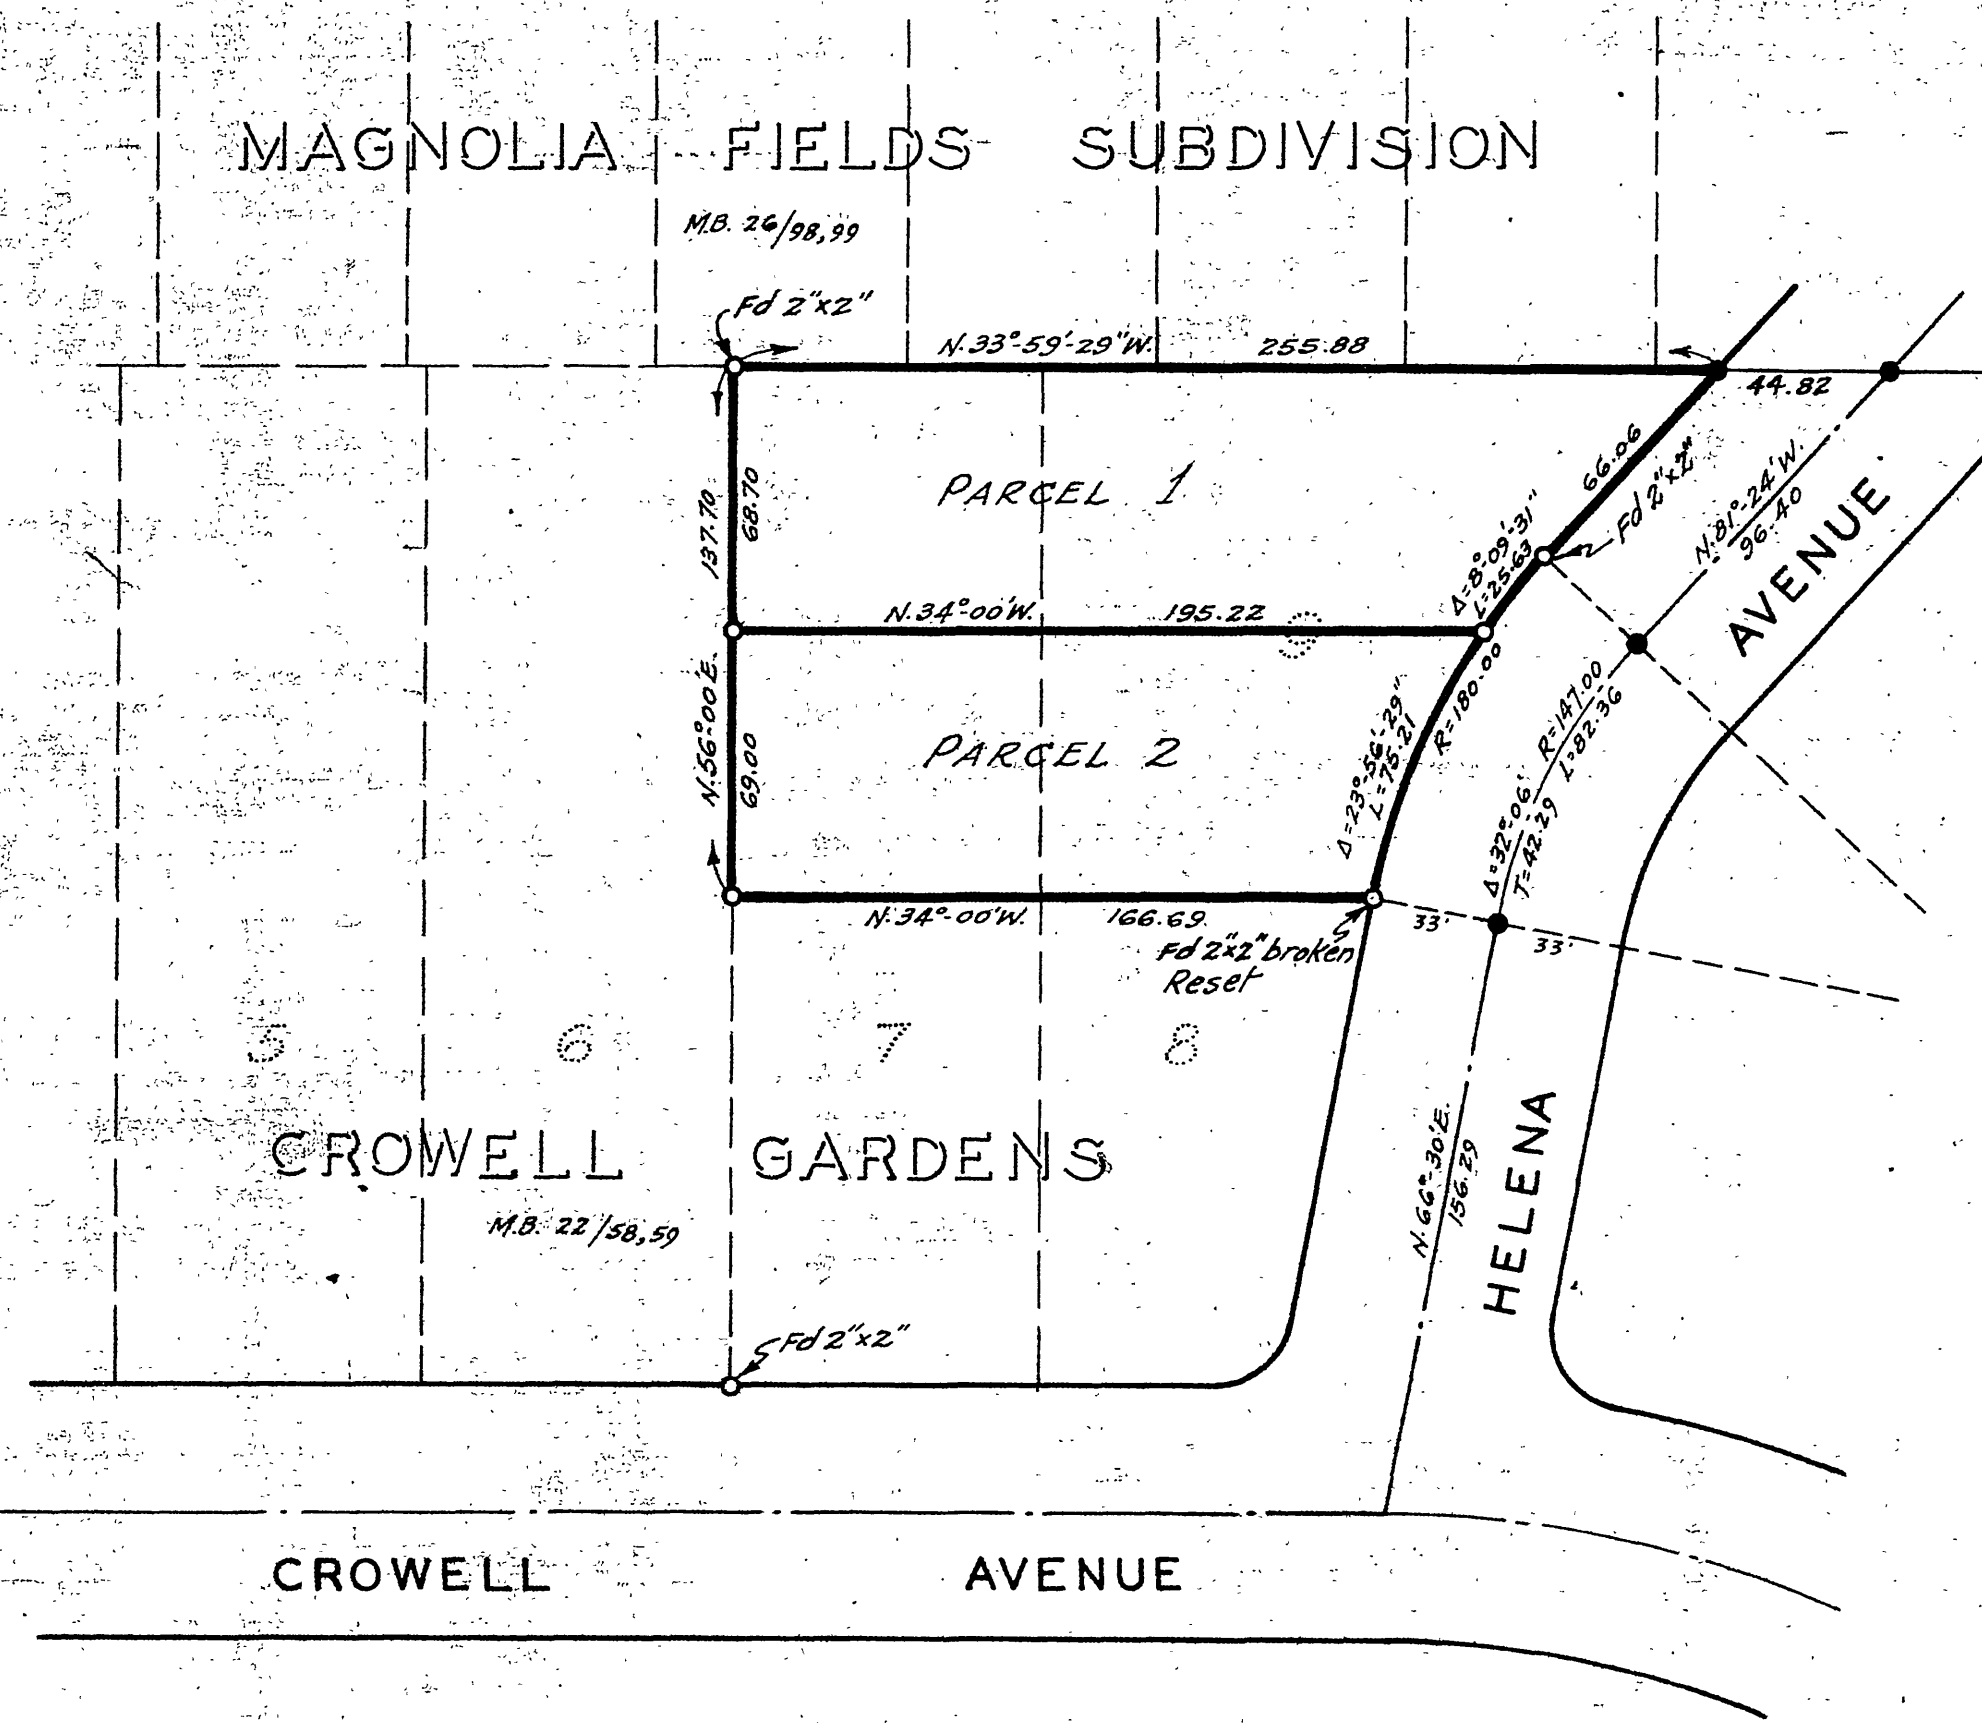 MAGNOLIA FIELDS SUBDIVISION
M.B. 26/98,99
Fd 2"x2"
N.33°-59'-29"W. 255.88
44.82
66.06
Fd 2"x2"
N.81°-24'W.
96.40
AVENUE
PARCEL 1
137.70
68.70
Δ=8°-09'-31"
L=25.63
N.34°-00'W. 195.22
9
R=180.00
N.56°-00'E.
69.00
PARCEL 2
Δ=23°-56'-29"
L=75.21
R=147.00
L=82.36
Δ=32°-06'
T=42.29
N.34°-00'W. 166.69
33'
33'
Fd 2"x2" broken
Reset
5 6 7 8
CROWELL GARDENS
M.B. 22/58,59
N.66°-30'E.
156.29
HELENA
Fd 2"x2"
CROWELL AVENUE